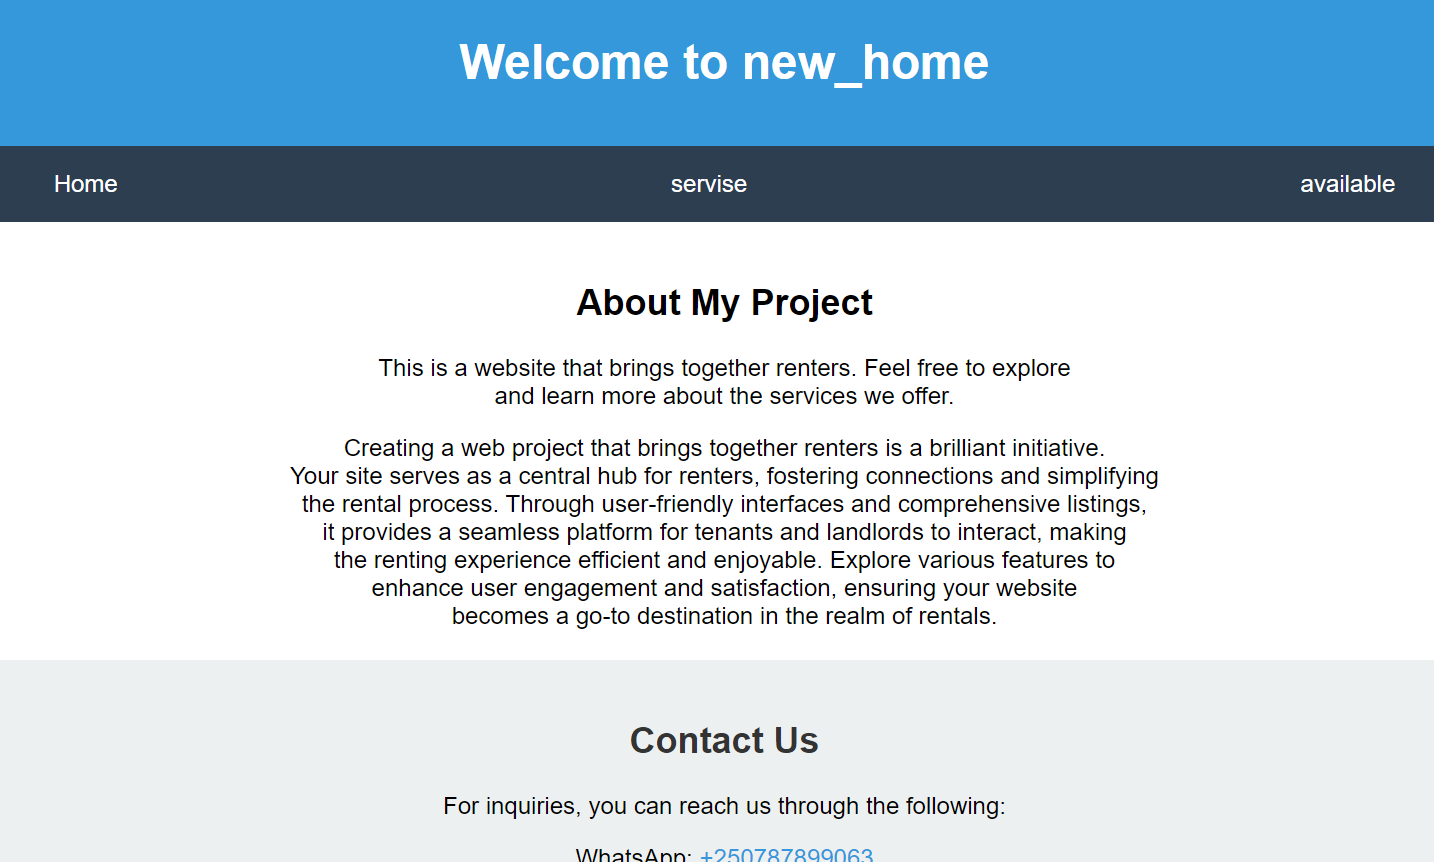 Welcome to new_home
Home servise available
About My Project
This is a website that brings together renters. Feel free to explore
and learn more about the services we offer.
Creating a web project that brings together renters is a brilliant initiative.
Your site serves as a central hub for renters, fostering connections and simplifying
the rental process. Through user-friendly interfaces and comprehensive listings,
it provides a seamless platform for tenants and landlords to interact, making
the renting experience efficient and enjoyable. Explore various features to
enhance user engagement and satisfaction, ensuring your website
becomes a go-to destination in the realm of rentals.
Contact Us
For inquiries, you can reach us through the following:
WhatsApp: +250787899063